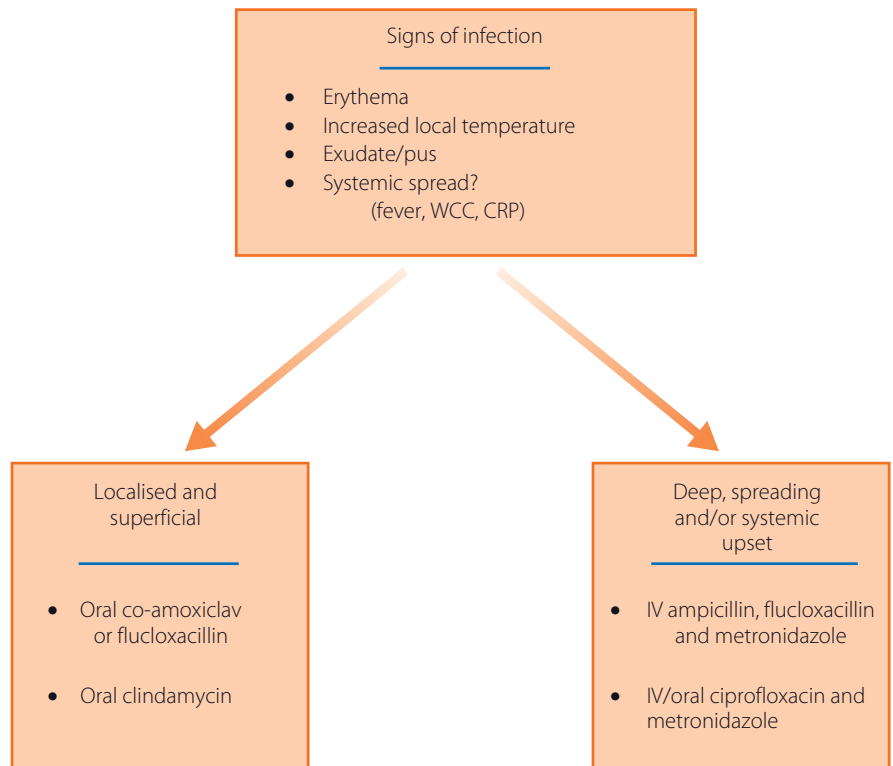 Signs of infection
• Erythema
• Increased local temperature
• Exudate/pus
• Systemic spread?
(fever, WCC, CRP)
Localised and
superficial
• Oral co-amoxiclav
or flucloxacillin
• Oral clindamycin
Deep, spreading
and/or systemic
upset
• IV ampicillin, flucloxacillin
and metronidazole
• IV/oral ciprofloxacin and
metronidazole